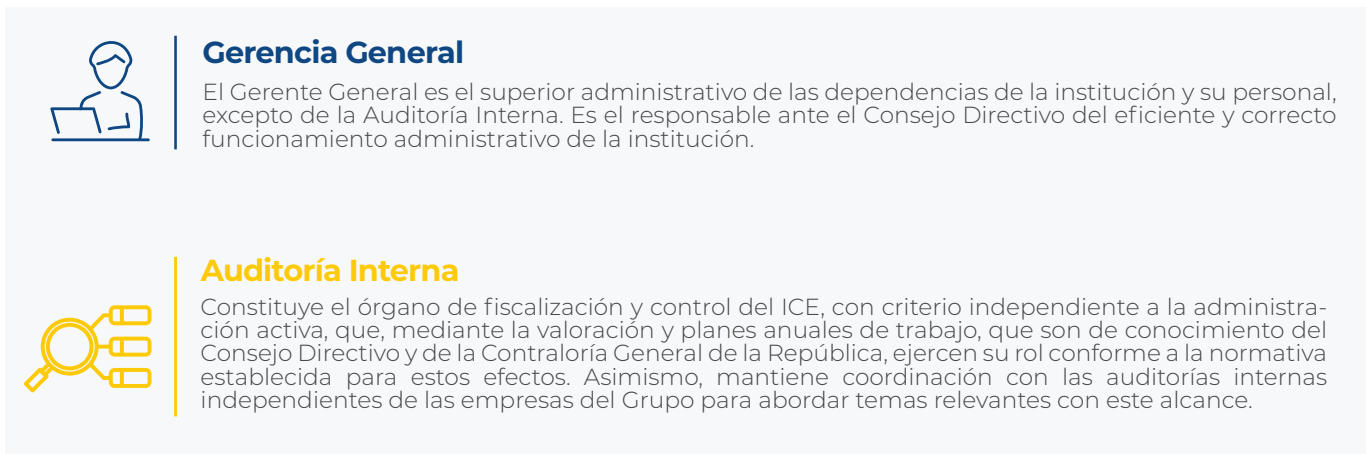 Gerencia General
El Gerente General es el superior administrativo de las dependencias de la institución y su personal,
excepto de la Auditoría Interna. Es el responsable ante el Consejo Directivo del eficiente y correcto
funcionamiento administrativo de la institución.
Auditoría Interna
Constituye el órgano de fiscalización y control del ICE, con criterio independiente a la administra-
ción activa, que, mediante la valoración y planes anuales de trabajo, que son de conocimiento del
Consejo Directivo y de la Contraloría General de la República, ejercen su rol conforme a la normativa
establecida para estos efectos. Asimismo, mantiene coordinación con las auditorías internas
independientes de las empresas del Grupo para abordar temas relevantes con este alcance.